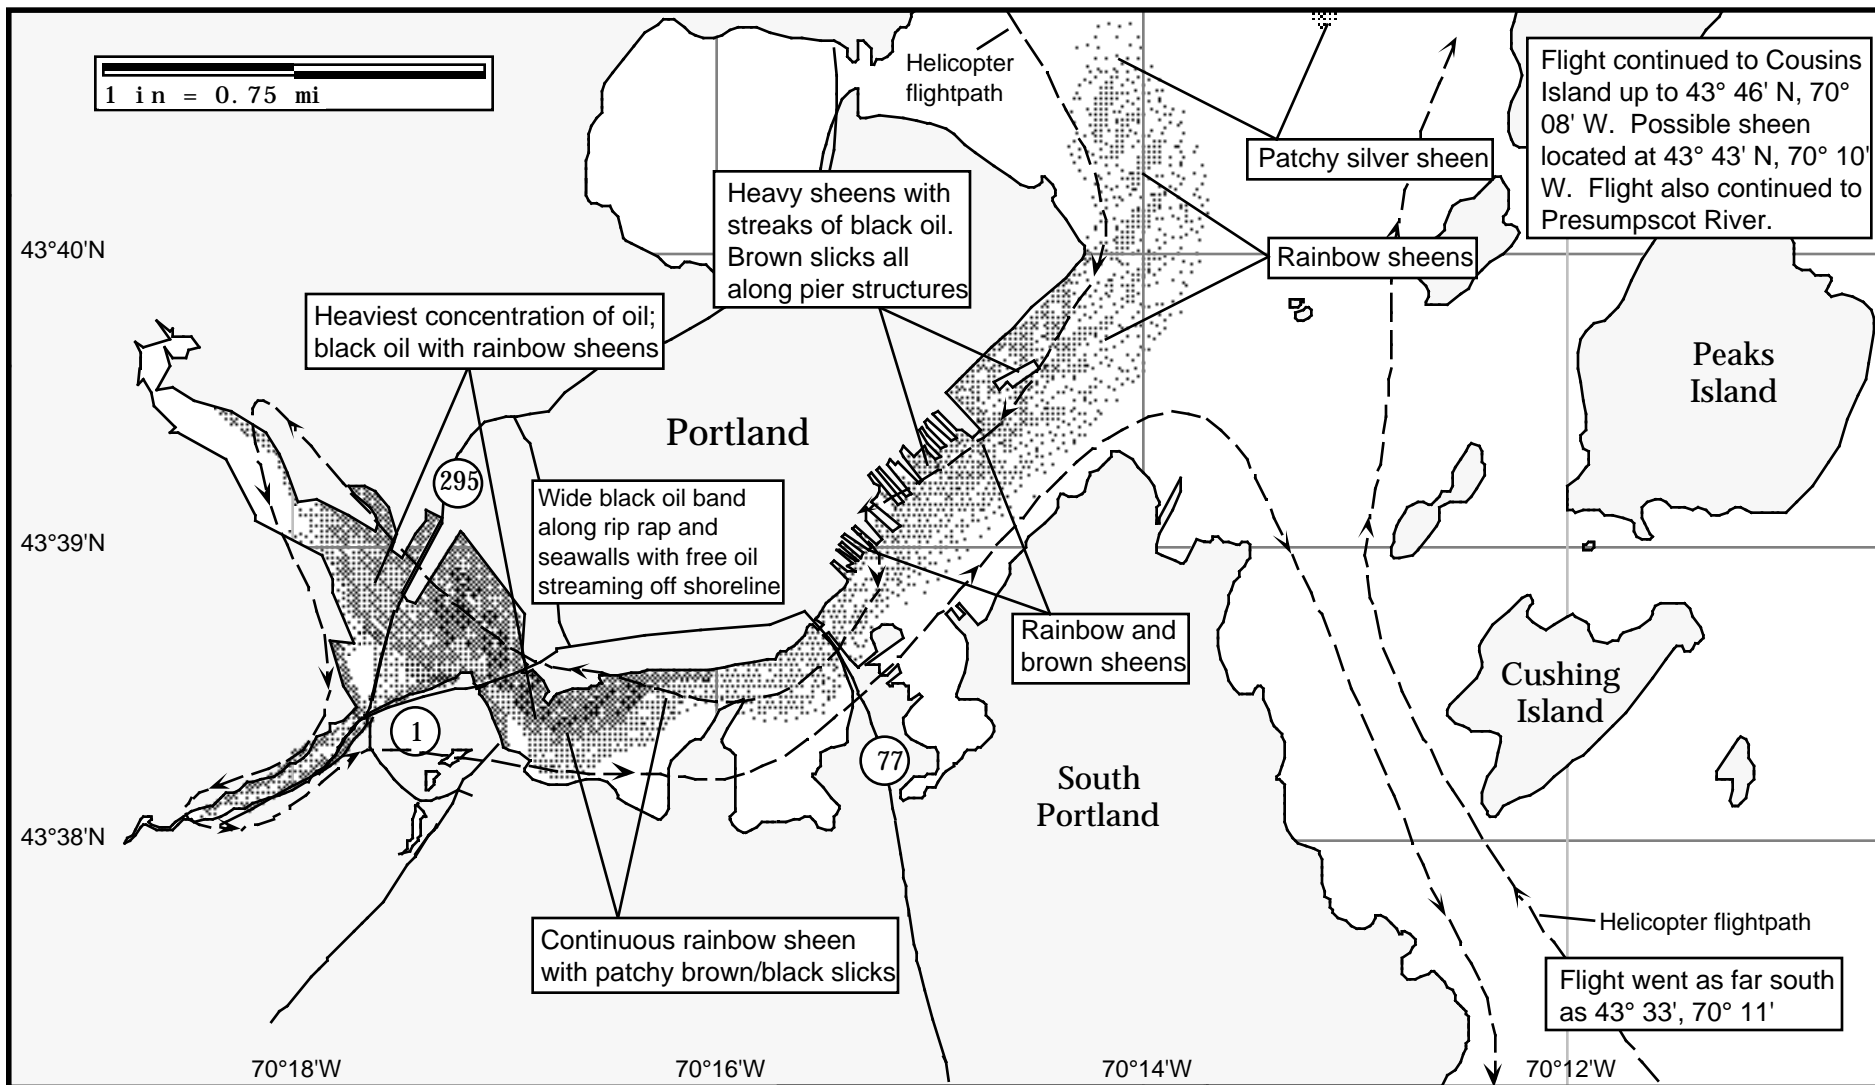 1 in = 0.75 mi
Helicopter
flightpath
Flight continued to Cousins
Island up to 43° 46' N, 70°
08' W. Possible sheen
located at 43° 43' N, 70° 10'
W. Flight also continued to
Presumpscot River.
Patchy silver sheen
Heavy sheens with
streaks of black oil.
Brown slicks all
along pier structures
43°40'N
Rainbow sheens
Heaviest concentration of oil;
black oil with rainbow sheens
Peaks
Island
Portland
295
Wide black oil band
along rip rap and
seawalls with free oil
streaming off shoreline
43°39'N
Rainbow and
brown sheens
Cushing
Island
1
77
South
Portland
43°38'N
Continuous rainbow sheen
with patchy brown/black slicks
Helicopter flightpath
Flight went as far south
as 43° 33', 70° 11'
70°18'W
70°16'W
70°14'W
70°12'W